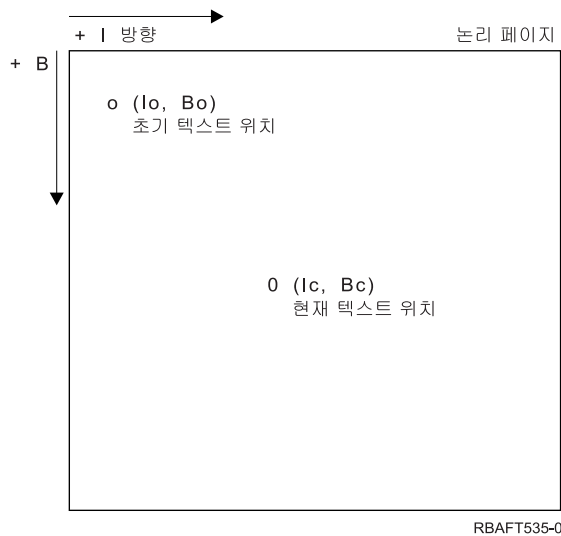 + I 방향
논리 페이지
+ B
o (Io, Bo)
초기 텍스트 위치
0 (Ic, Bc)
현재 텍스트 위치
RBAFT535-0